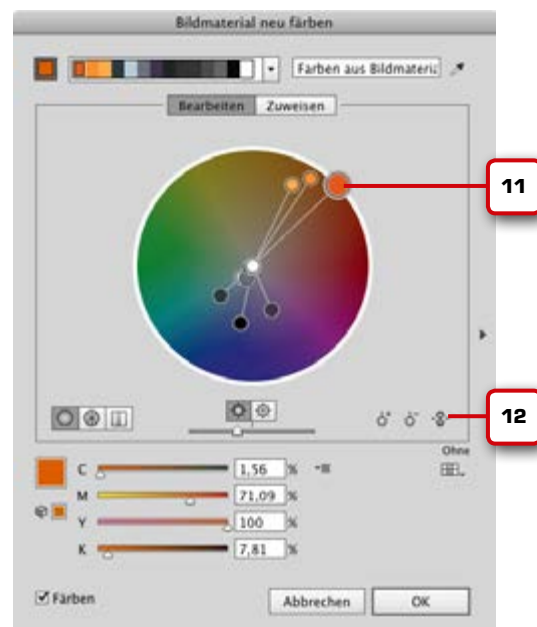 Bildmaterial neu färben
Farben aus Bildmateria
Bearbeiten Zuweisen
11
12
Ohne
C 1,56 %
M 71,09 %
Y 100 %
K 7,81 %
Färben
Abbrechen OK